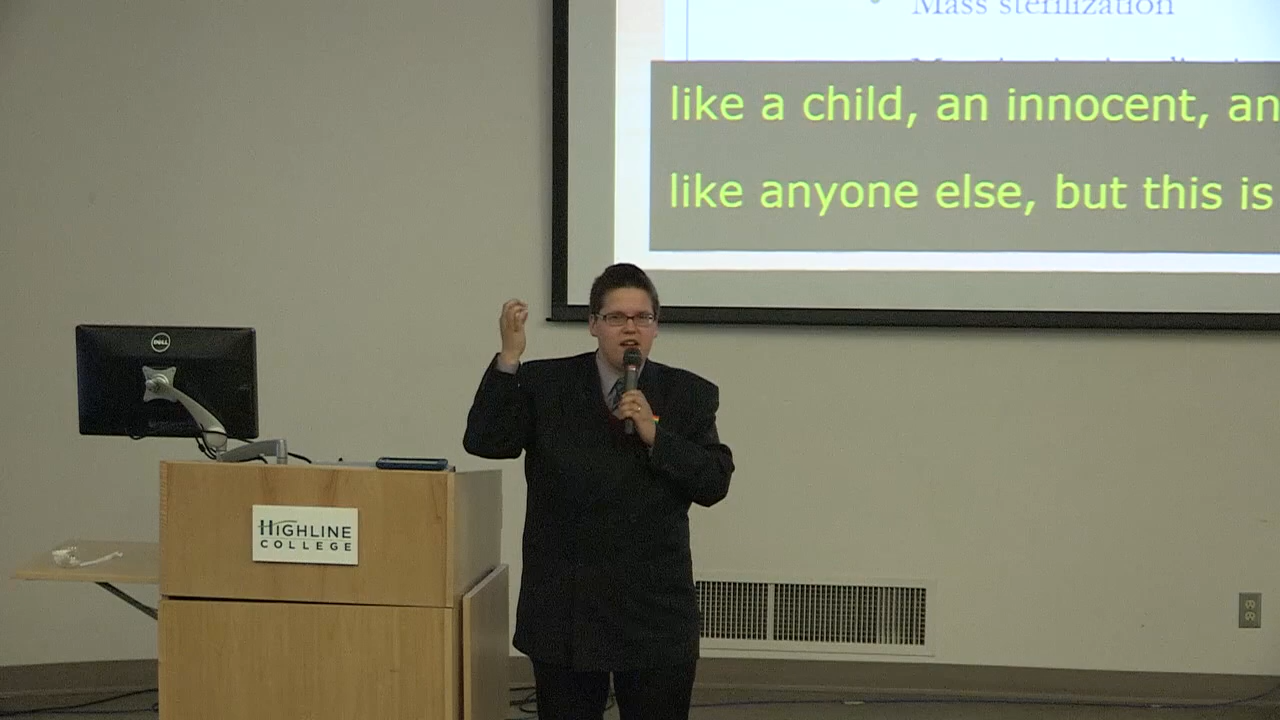 Mass sterilization
like a child, an innocent, an
like anyone else, but this is
DELL
HIGHLINE
COLLEGE